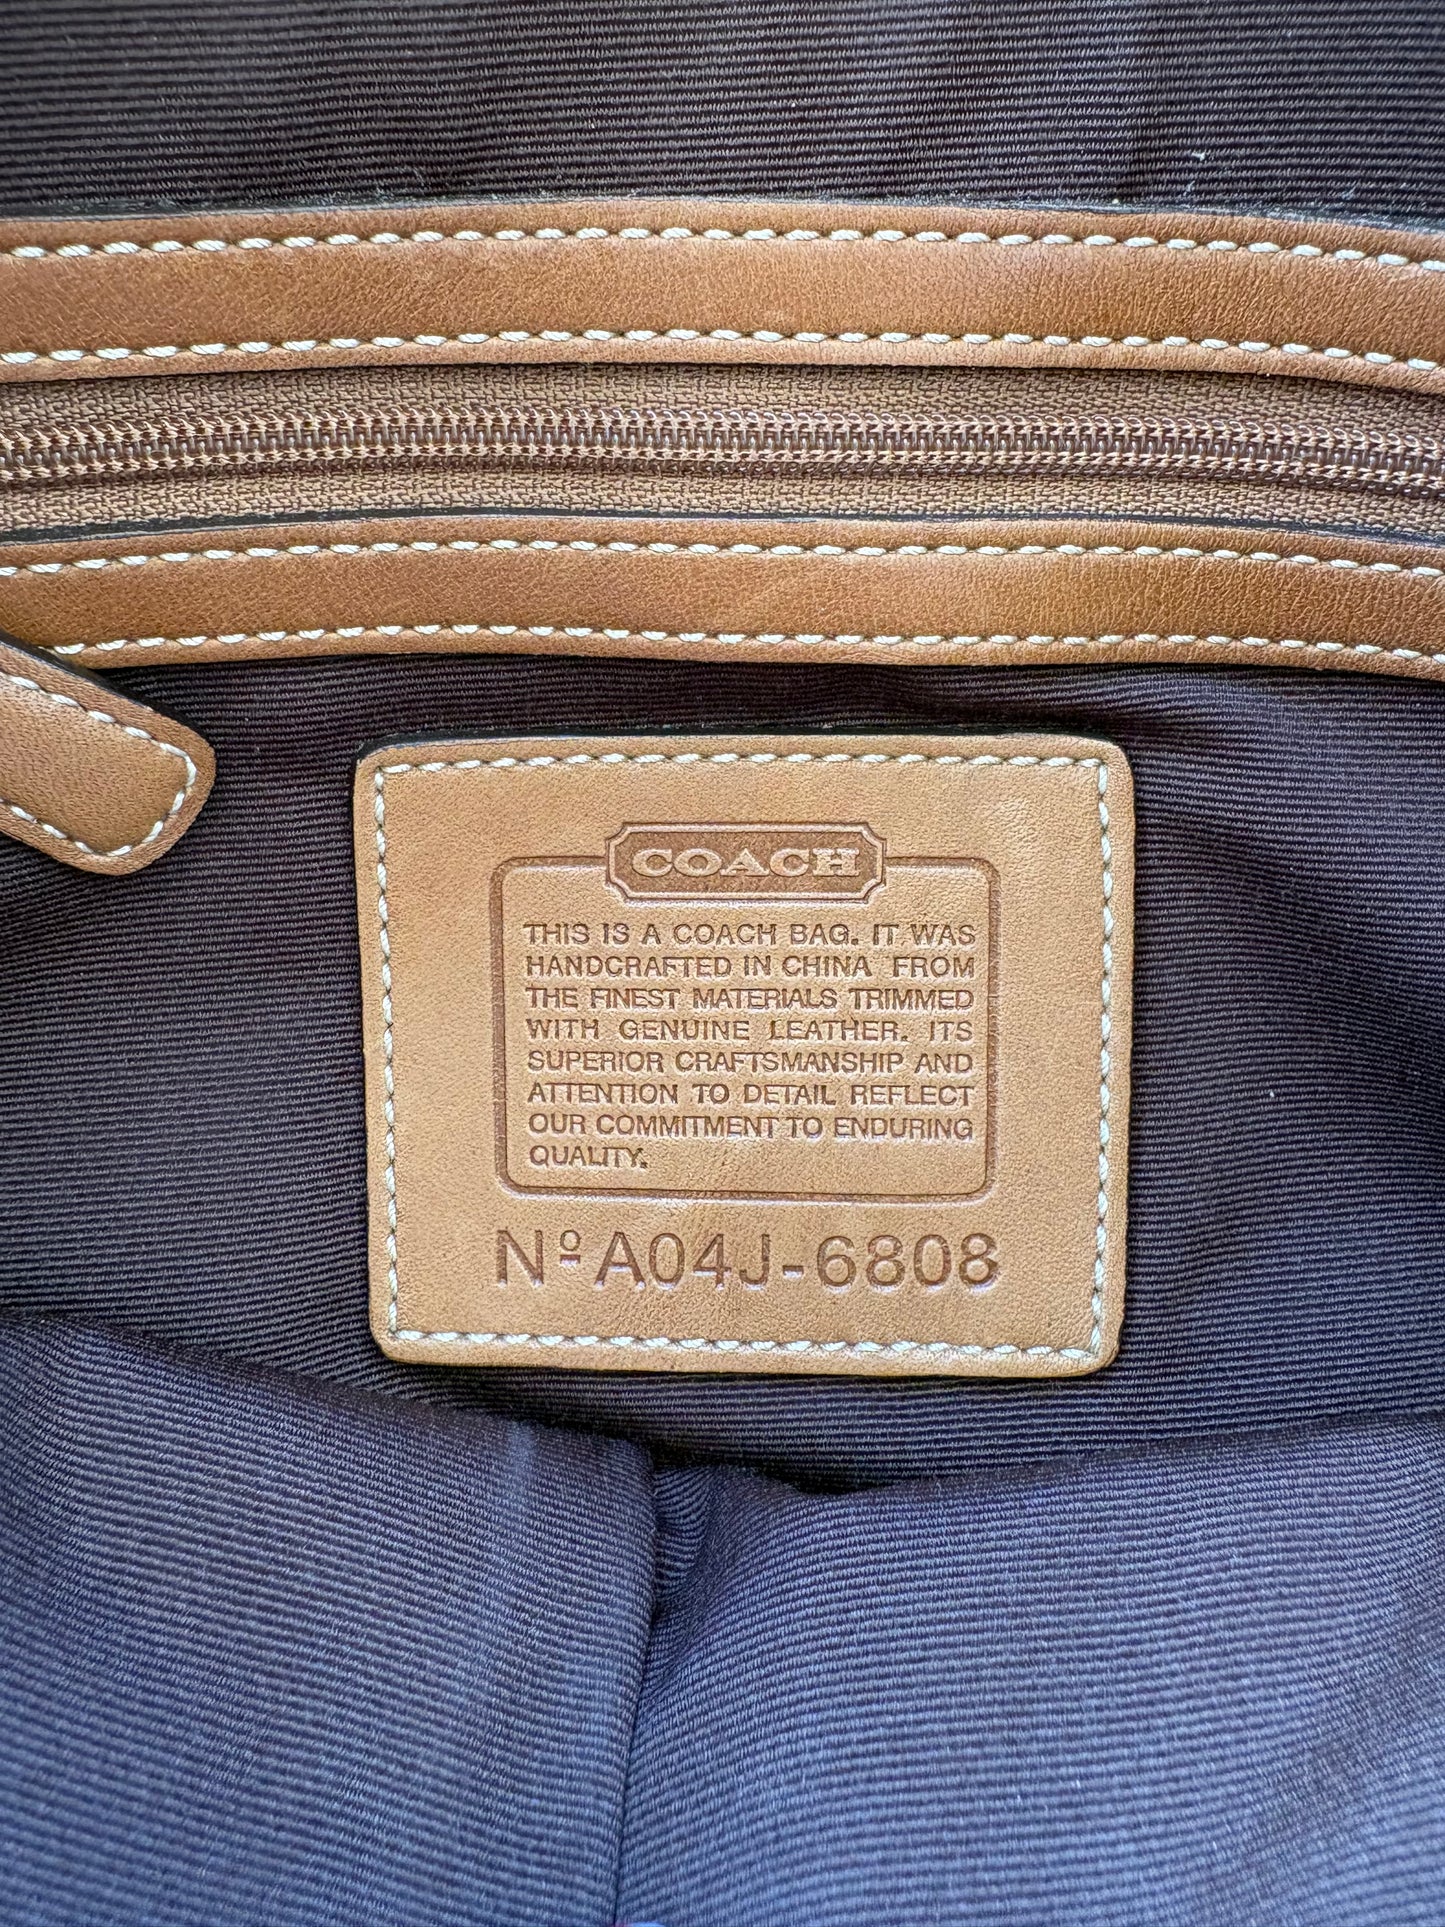 COACH
THIS IS A COACH BAG. IT WAS
HANDCRAFTED IN CHINA FROM
THE FINEST MATERIALS TRIMMED
WITH GENUINE LEATHER. ITS
SUPERIOR CRAFTSMANSHIP AND
ATTENTION TO DETAIL REFLECT
OUR COMMITMENT TO ENDURING
QUALITY.
Nº A04J-6808